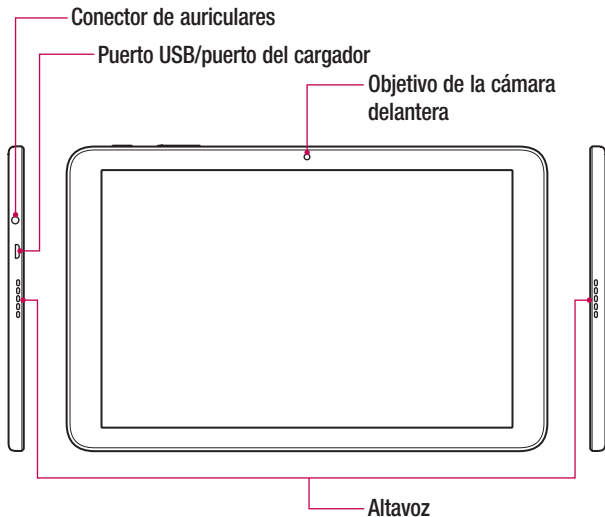 Conector de auriculares
Puerto USB/puerto del cargador
Objetivo de la cámara
delantera
Altavoz